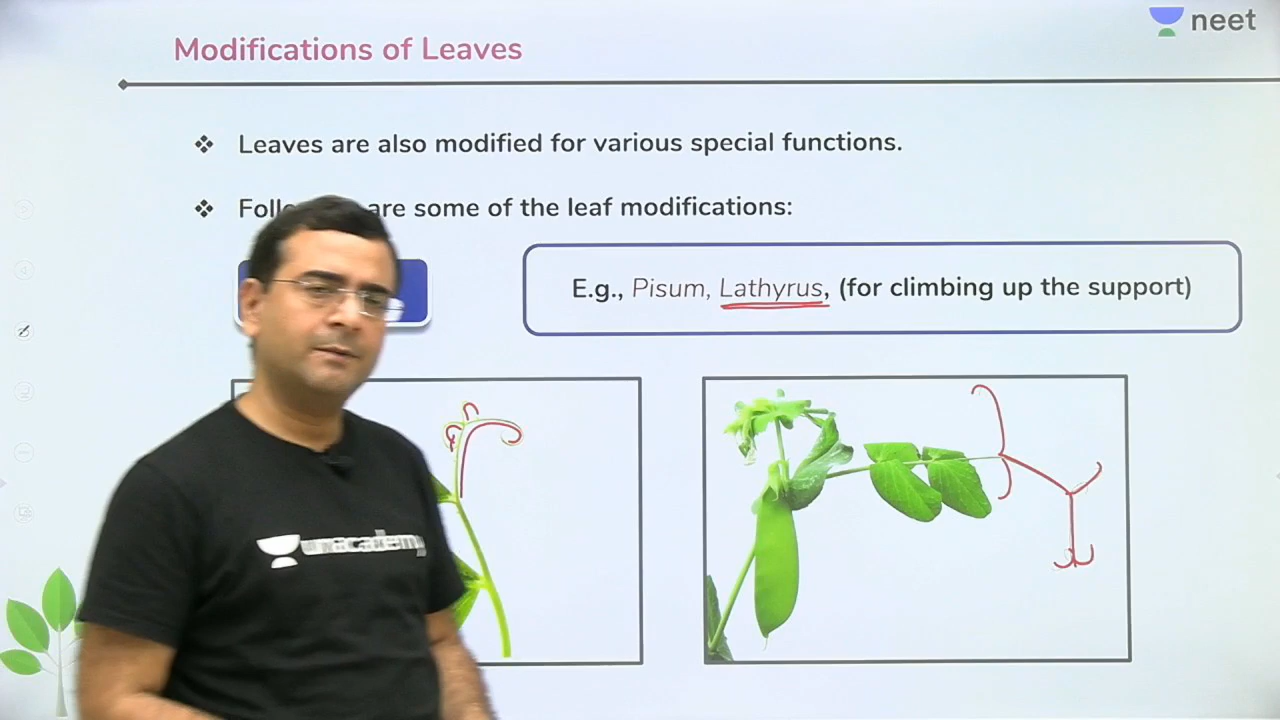 neet
Modifications of Leaves
❖ Leaves are also modified for various special functions.
❖ are some of the leaf modifications:
E.g., Pisum, Lathyrus, (for climbing up the support)
unacademy